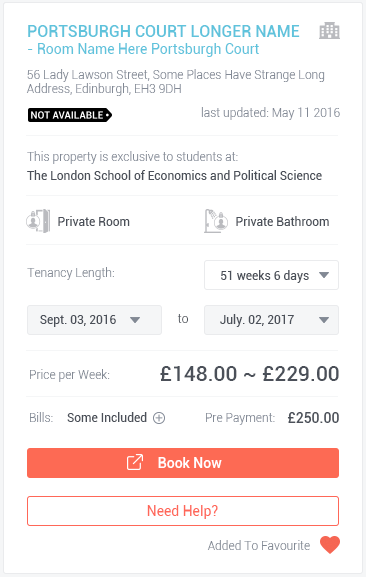 PORTSBURGH COURT LONGER NAME
- Room Name Here Portsburgh Court
56 Lady Lawson Street, Some Places Have Strange Long
Address, Edinburgh, EH3 9DH
NOT AVAILABLE
last updated: May 11 2016
This property is exclusive to students at:
The London School of Economics and Political Science
Private Room
Private Bathroom
Tenancy Length:
51 weeks 6 days
Sept. 03, 2016
to
July. 02, 2017
Price per Week:
£148.00 ~ £229.00
Bills:
Some Included
Pre Payment:
£250.00
Book Now
Need Help?
Added To Favourite